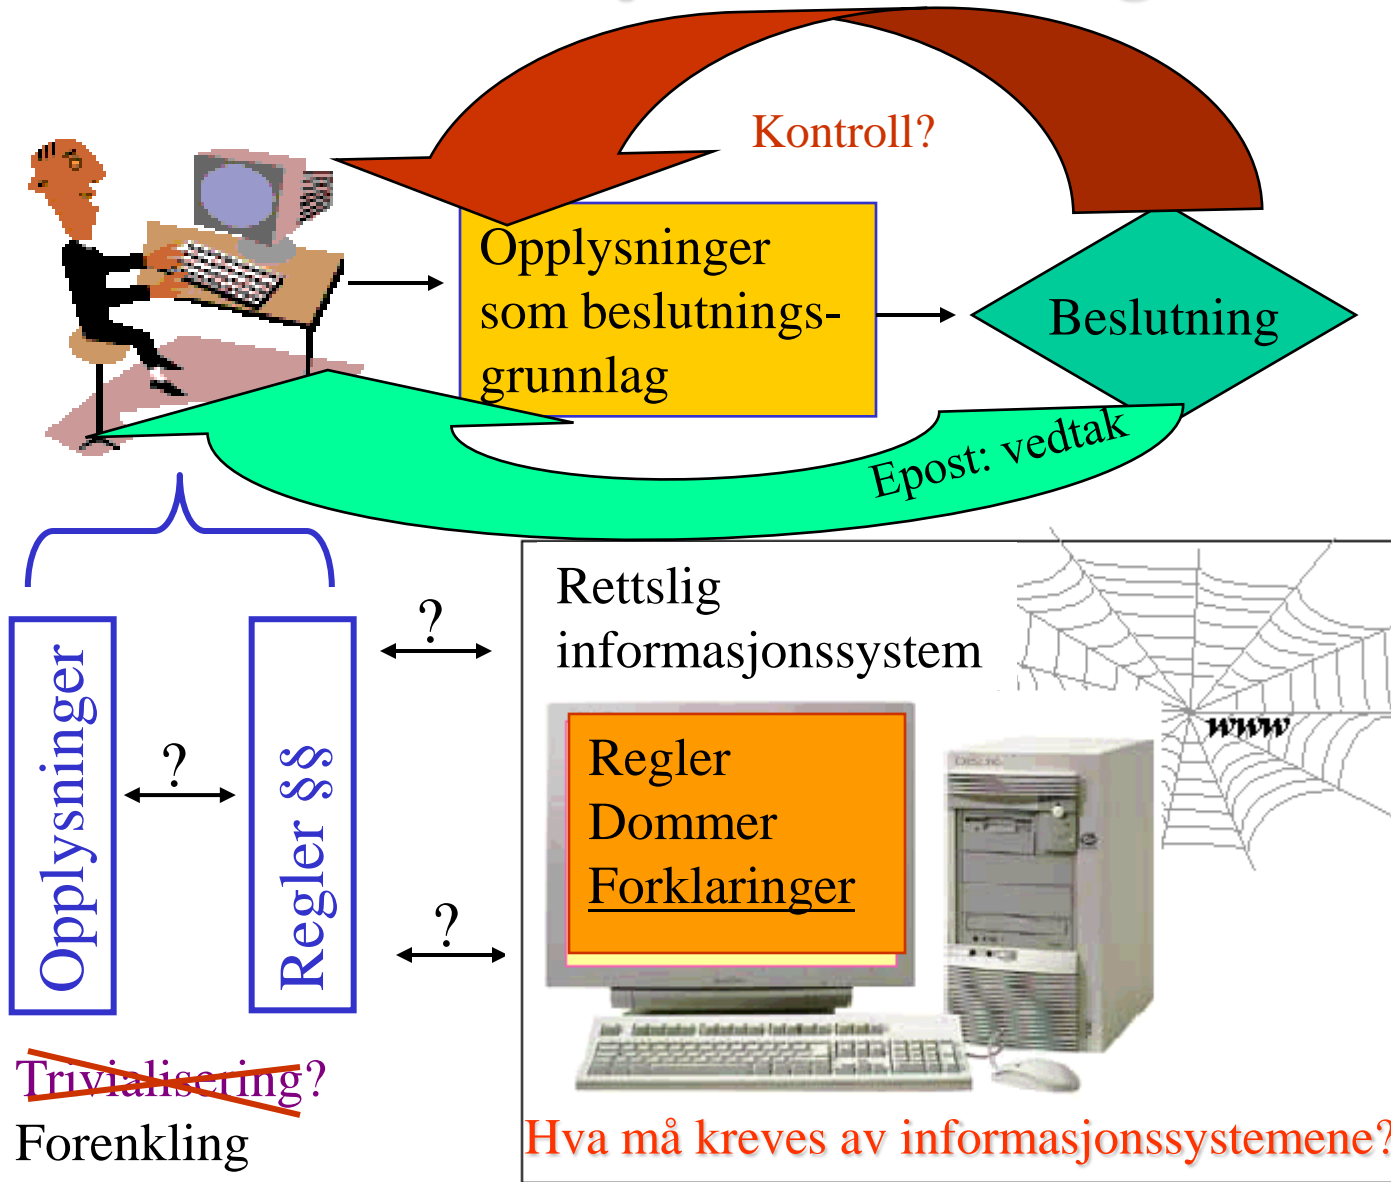 Kontroll?
Opplysninger
som beslutnings-
grunnlag
Beslutning
Epost: vedtak
Opplysninger
?
Regler §§
?
?
Rettslig
informasjonssystem
www
Regler
Dommer
Forklaringer
Trivialisering?
Forenkling
Hva må kreves av informasjonssystemene?